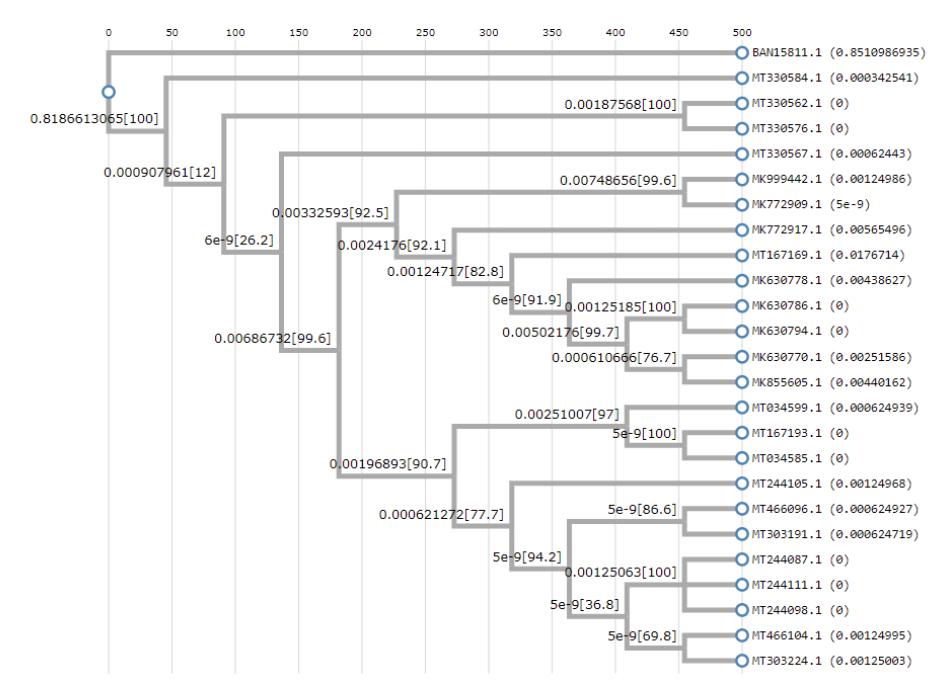 0 50 100 150 200 250 300 350 400 450 500
BAN15811.1 (0.8510986935)
MT330584.1 (0.000342541)
0.00187568[100] MT330562.1 (0)
0.8186613065[100] MT330576.1 (0)
MT330567.1 (0.00062443)
0.000907961[12]
0.00748656[99.6] MK999442.1 (0.00124986)
MK772909.1 (5e-9)
0.00332593[92.5]
MK772917.1 (0.00565496)
6e-9[26.2]
0.0024176[92.1]
MT167169.1 (0.0176714)
0.00124717[82.8]
MK630778.1 (0.00438627)
6e-9[91.9]
0.00125185[100] MK630786.1 (0)
0.00502176[99.7] MK630794.1 (0)
0.00686732[99.6]
0.000610666[76.7] MK630770.1 (0.00251586)
MK855605.1 (0.00440162)
0.00251007[97] MT034599.1 (0.000624939)
5e-9[100] MT167193.1 (0)
MT034585.1 (0)
0.00196893[90.7]
MT244105.1 (0.00124968)
0.000621272[77.7]
5e-9[86.6] MT466096.1 (0.000624927)
MT303191.1 (0.000624719)
5e-9[94.2] MT244087.1 (0)
0.00125063[100] MT244111.1 (0)
5e-9[36.8] MT244098.1 (0)
5e-9[69.8] MT466104.1 (0.00124995)
MT303224.1 (0.00125003)